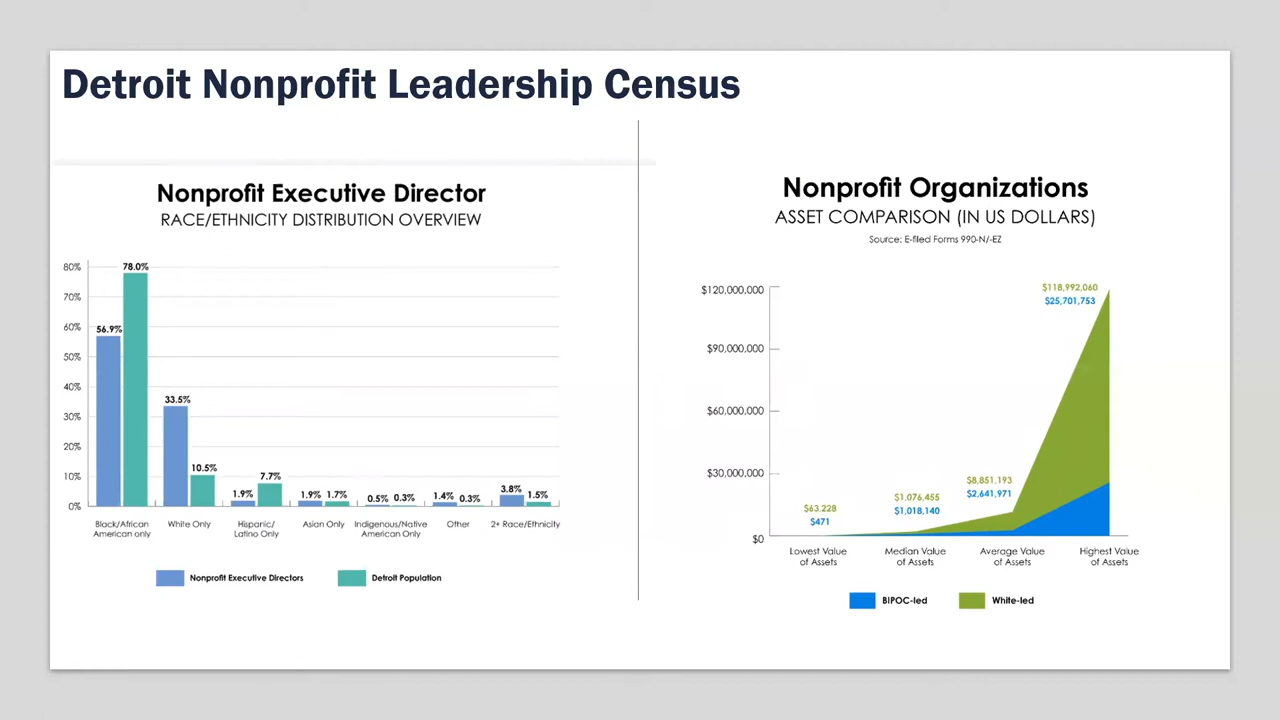 Detroit Nonprofit Leadership Census
Nonprofit Executive Director
RACE/ETHNICITY DISTRIBUTION OVERVIEW
80%
70%
60%
50%
40%
30%
20%
10%
0%
56.9%
78.0%
33.5%
10.5%
1.9%
7.7%
1.9%
1.7%
0.5%
0.3%
1.4%
0.3%
3.8%
1.5%
Black/African
American only
White Only
Hispanic/
Latino Only
Asian Only
Indigenous/Native
American Only
Other
2+ Race/Ethnicity
Nonprofit Executive Directors
Detroit Population
Nonprofit Organizations
ASSET COMPARISON (IN US DOLLARS)
Source: E-filed Forms 990-N/-EZ
$120,000,000
$90,000,000
$60,000,000
$30,000,000
$0
$63,228
$471
$1,076,455
$1,018,140
$8,851,193
$2,641,971
$118,992,060
$25,701,753
Lowest Value
of Assets
Median Value
of Assets
Average Value
of Assets
Highest Value
of Assets
BIPOC-led
White-led